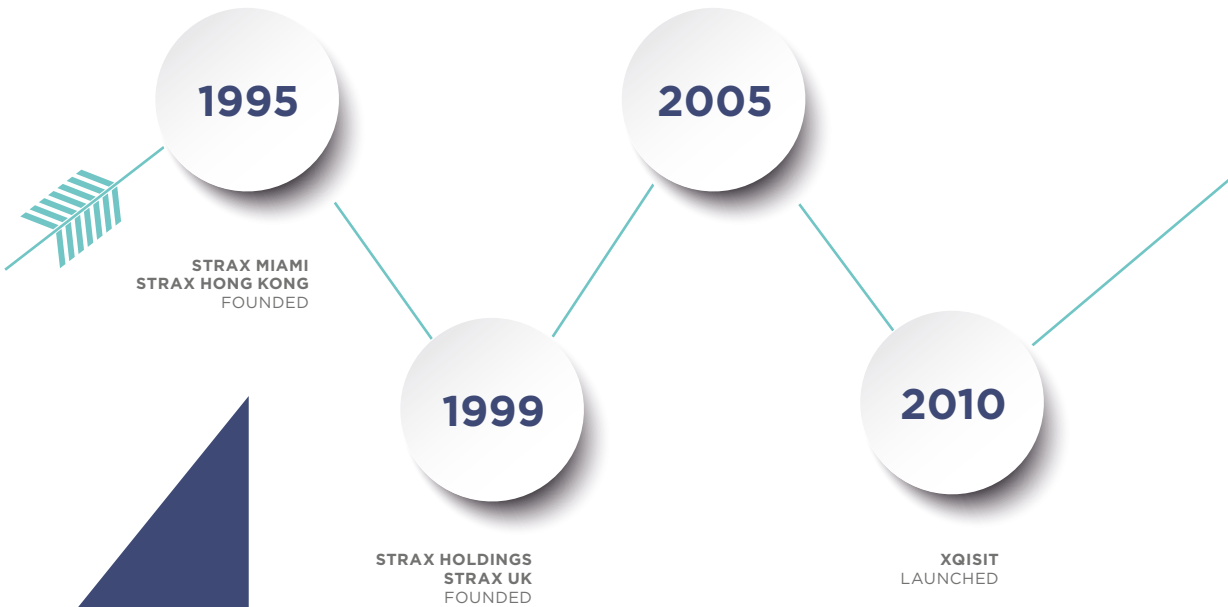 1995
STRAX MIAMI
STRAX HONG KONG
FOUNDED
1999
STRAX HOLDINGS
STRAX UK
FOUNDED
2005
2010
XQISIT
LAUNCHED